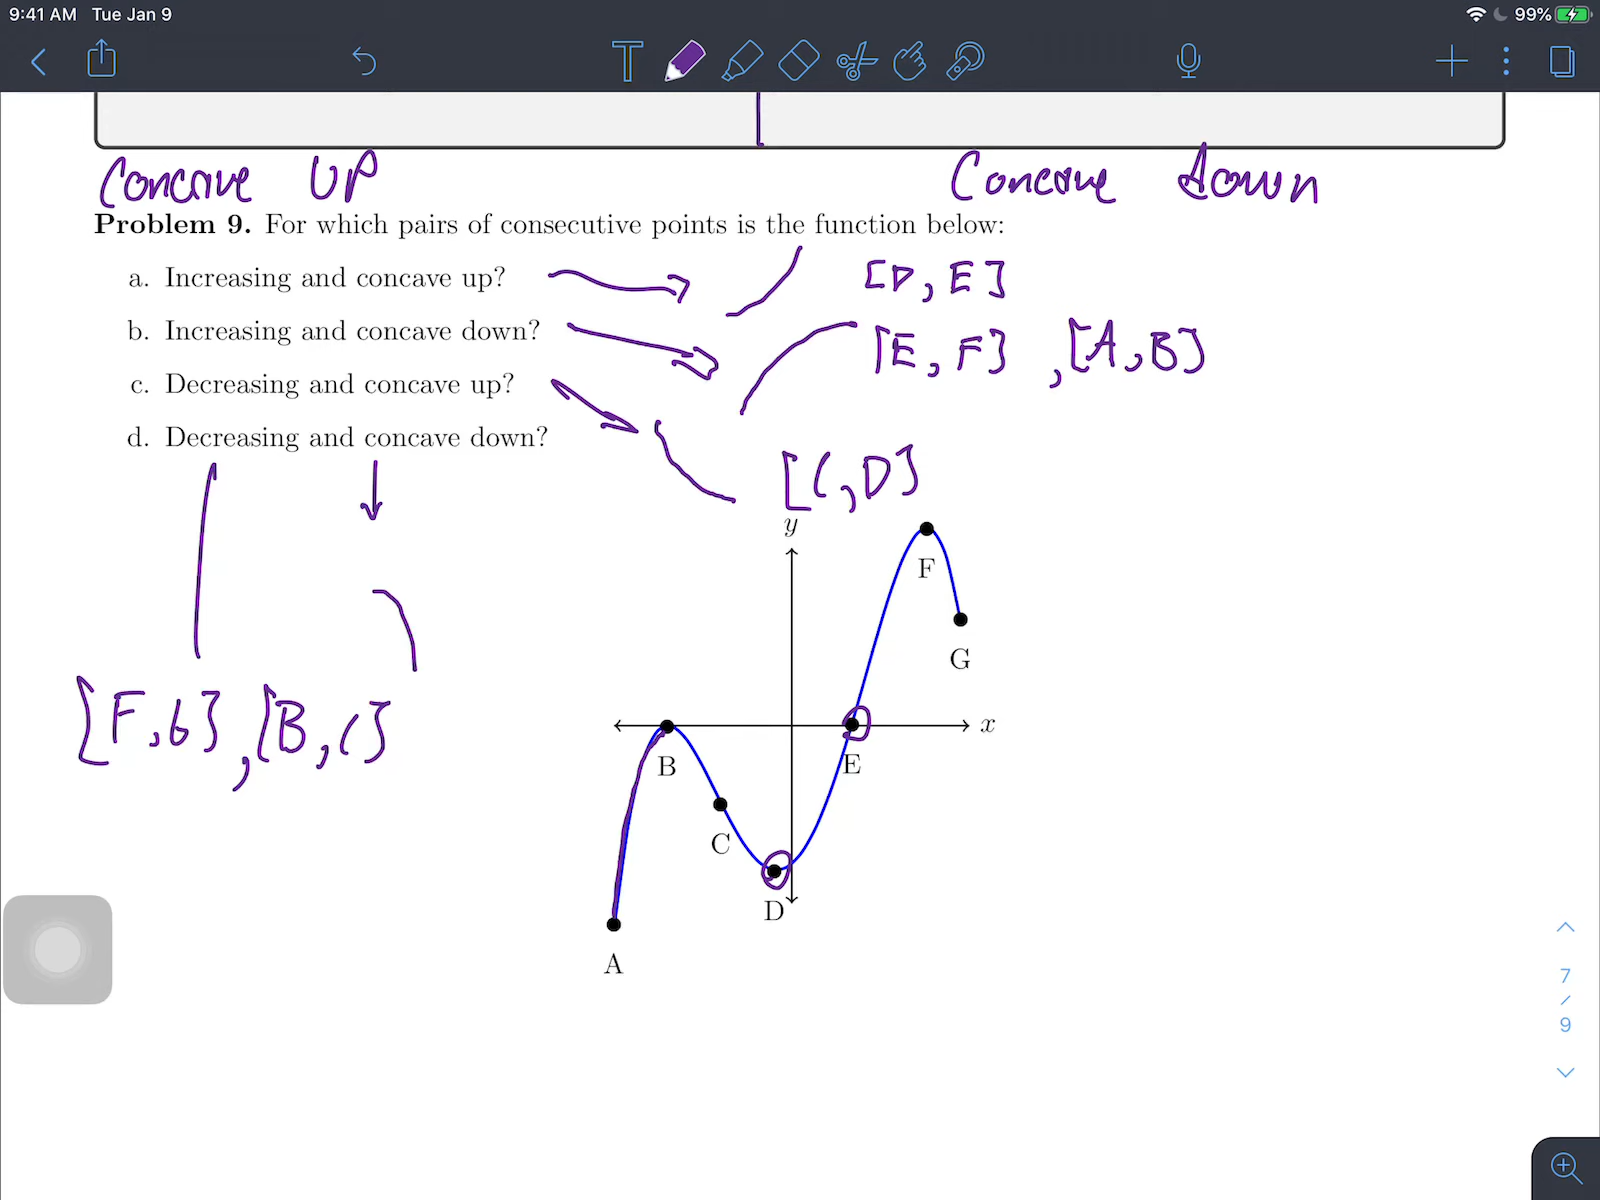 9:41 AM Tue Jan 9 99%
T
Concave UP Concave down
Problem 9. For which pairs of consecutive points is the function below:
a. Increasing and concave up? [D, E]
b. Increasing and concave down? [E, F] , [A, B]
c. Decreasing and concave up? [C, D]
d. Decreasing and concave down?
[F, G] , [B, C]
y
F
G
x
B
E
C
D
A
7
/
9